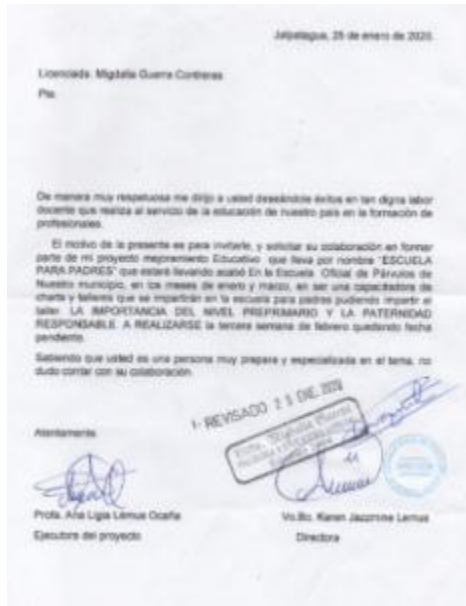 Jalpatagua, 25 de enero de 2020.
Licenciada: Migdalia Guerra Contreras
Pte.
De manera muy respetuosa me dirijo a usted deseándole éxitos en tan digna labor
docente que realiza al servicio de la educación de nuestro país en la formación de
profesionales.
El motivo de la presente es para invitarle, y solicitar su colaboración en formar
parte de mi proyecto mejoramiento Educativo que lleva por nombre "ESCUELA
PARA PADRES" que estaré llevando acabó En la Escuela Oficial de Párvulos de
Nuestro municipio, en los meses de enero y marzo, en ser una capacitadora de
charla y talleres que se impartirán en la escuela para padres pudiendo impartir el
taller LA IMPORTANCIA DEL NIVEL PREPRIMARIO Y LA PATERNIDAD
RESPONSABLE. A REALIZARSE la tercera semana de febrero quedando fecha
pendiente.
Sabiendo que usted es una persona muy prepara y especializada en el tema, no
dudo contar con su colaboración.
REVISADO 25 ENE. 2020
Atentamente.
Profa. Ana Ligia Lémus Ocaña
Ejecutora del proyecto
Vo.Bo. Karen Jazmine Lemus
Directora